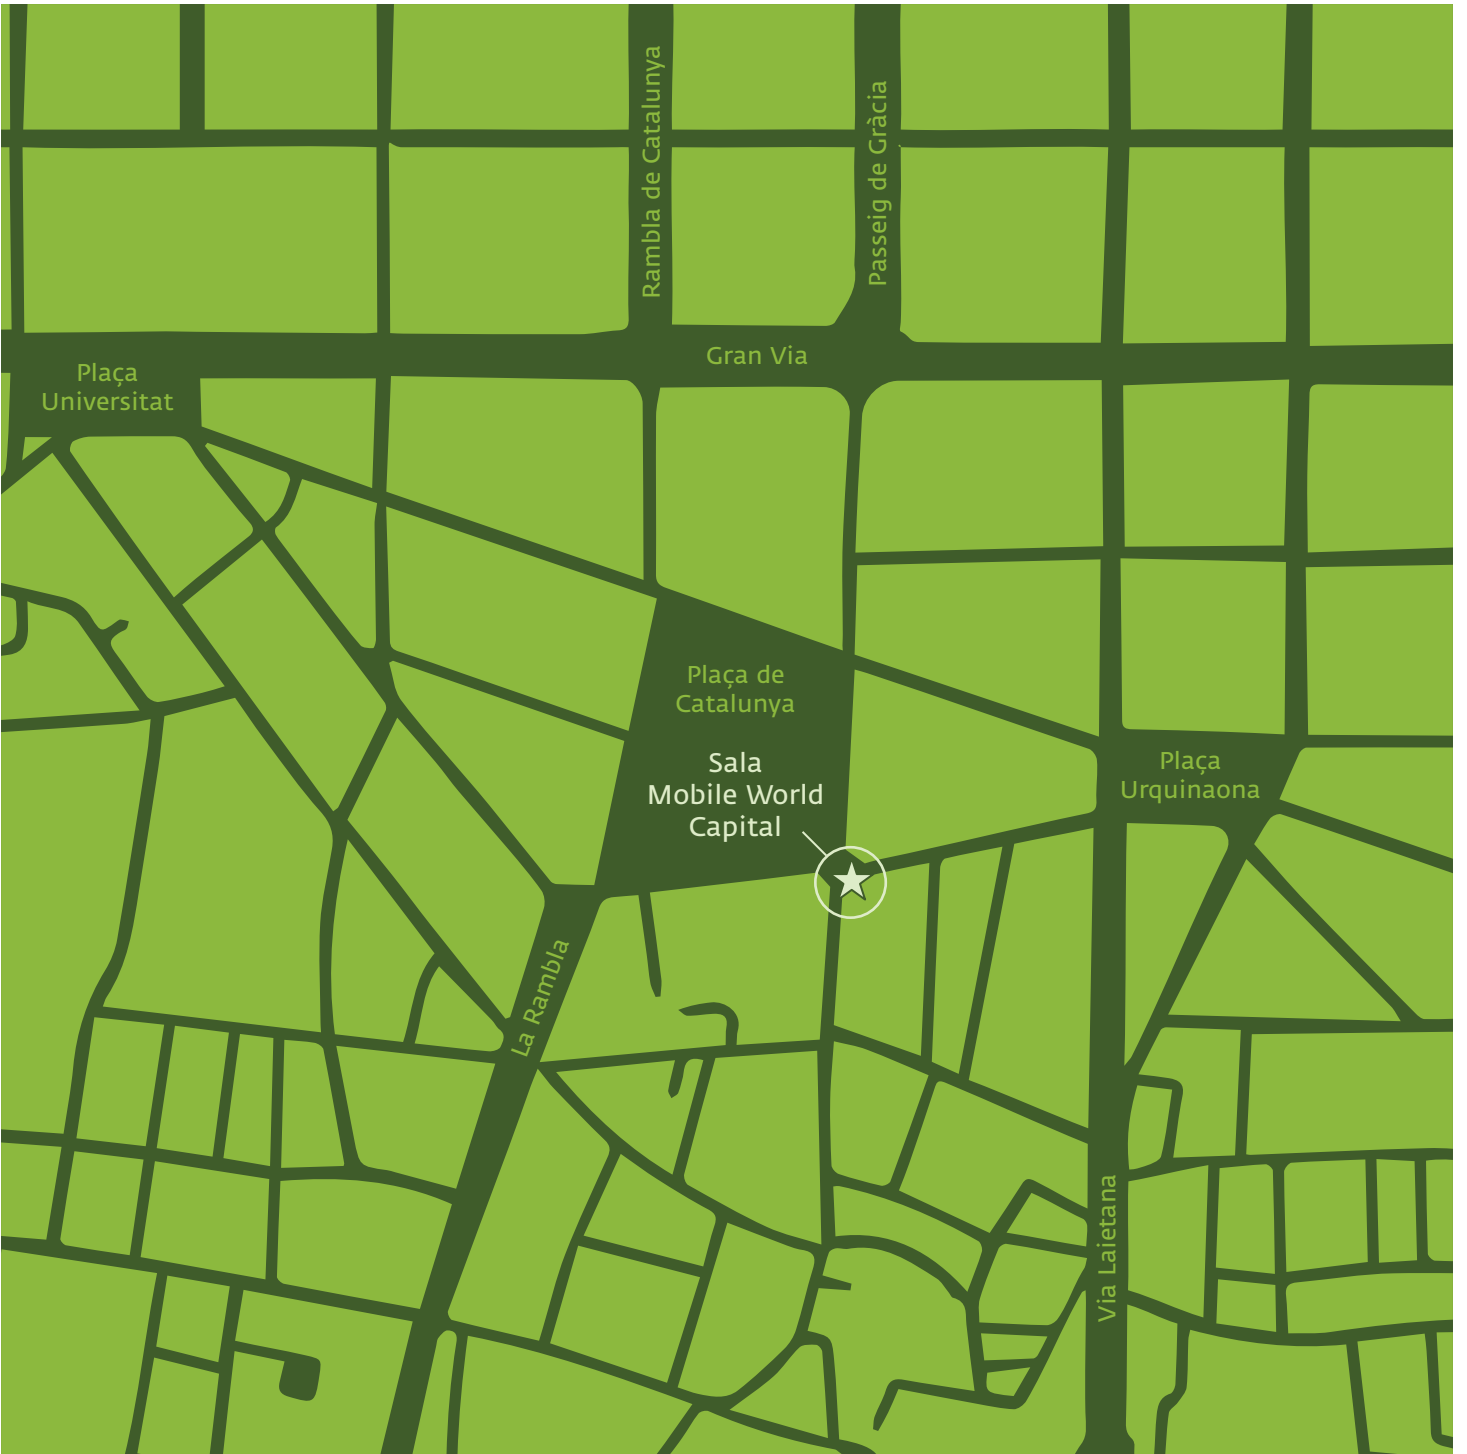 Rambla de Catalunya
Passeig de Gràcia
Gran Via
Plaça
Universitat
Plaça de
Catalunya
Sala
Mobile World
Capital
Plaça
Urquinaona
La Rambla
Via Laietana